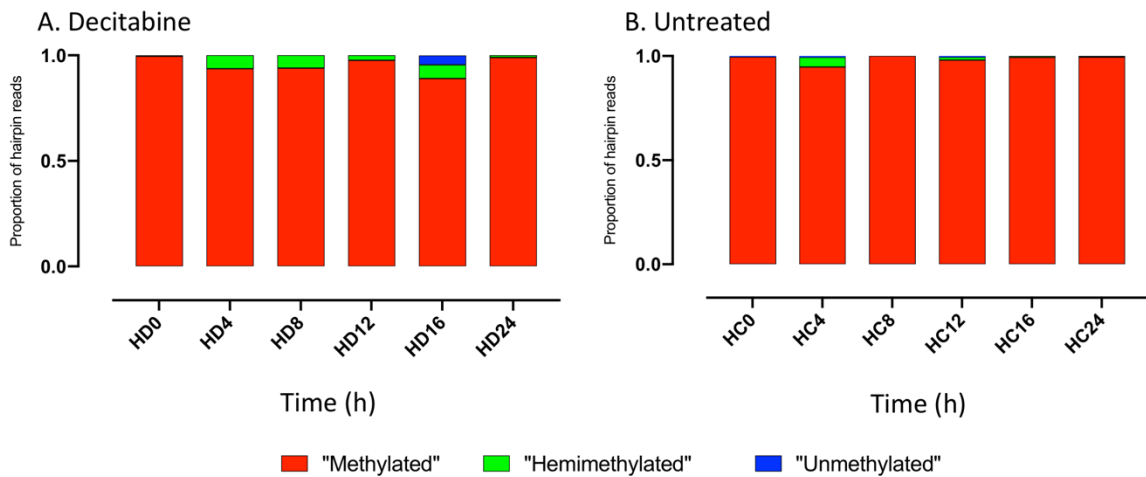 A. Decitabine
Proportion of hairpin reads
1.0
0.5
0.0
HD0
HD4
HD8
HD12
HD16
HD24
Time (h)
B. Untreated
Proportion of hairpin reads
1.0
0.5
0.0
HC0
HC4
HC8
HC12
HC16
HC24
Time (h)
"Methylated"
"Hemimethylated"
"Unmethylated"